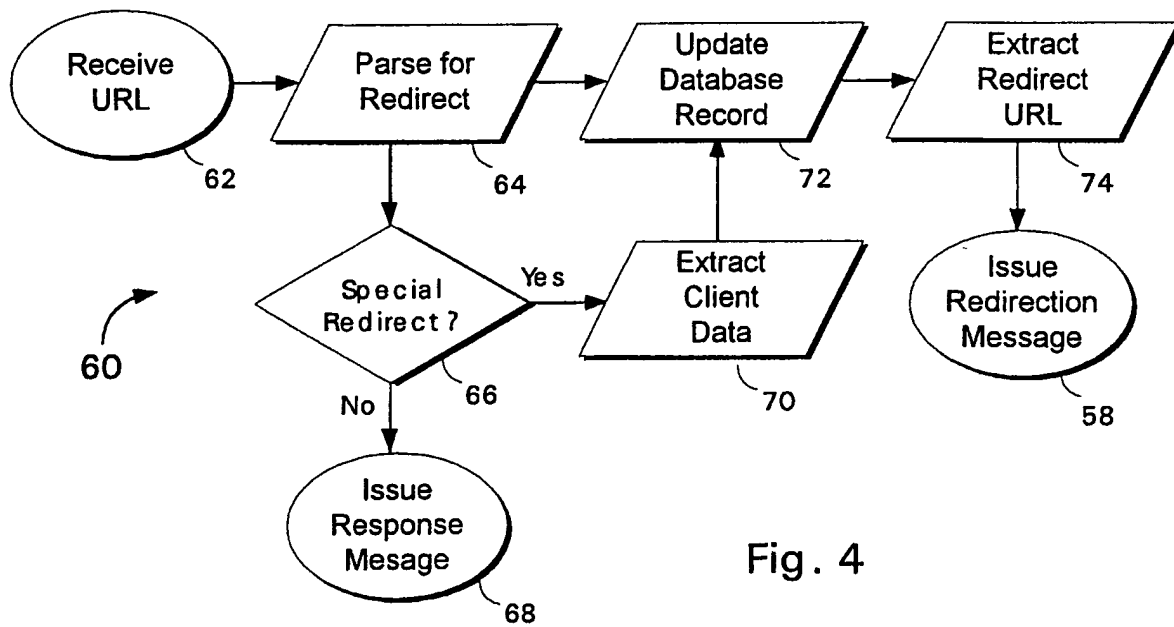 Receive
URL
62
Parse for
Redirect
64
Update
Database
Record
72
Extract
Redirect
URL
74
Special
Redirect?
66
Yes
No
Extract
Client
Data
70
Issue
Redirection
Message
58
60
Issue
Response
Mesage
68
Fig. 4